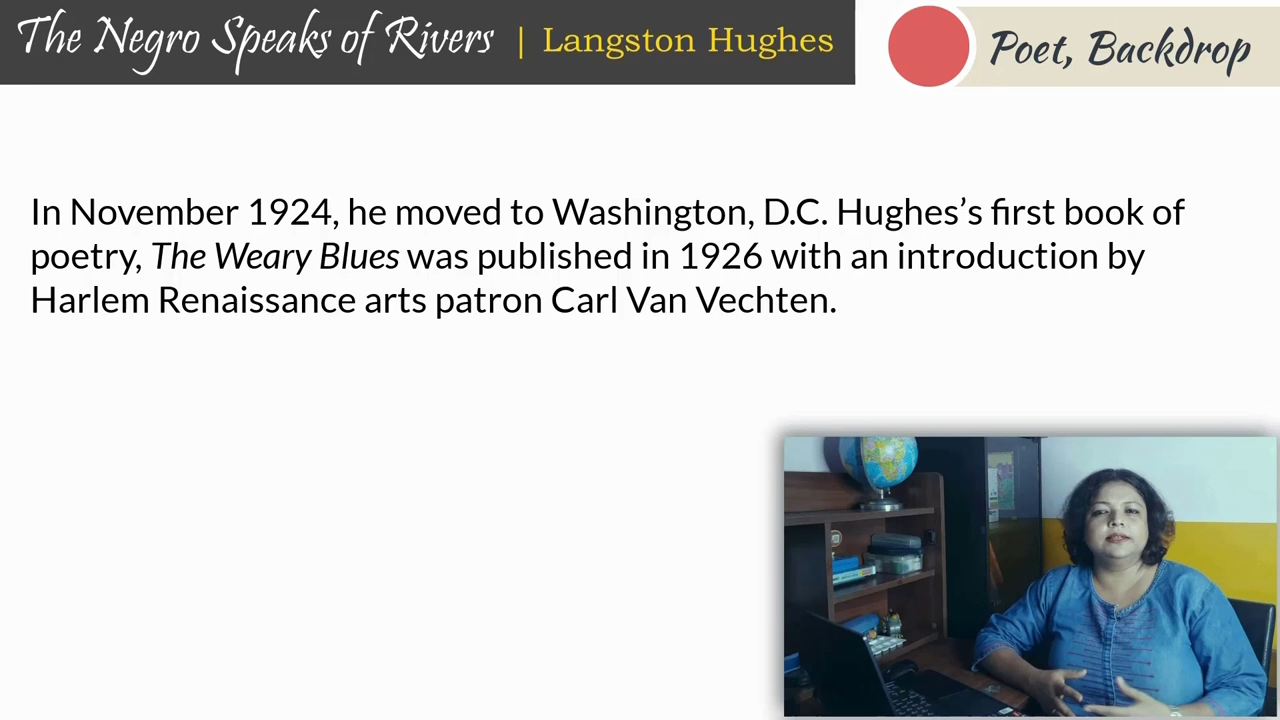 The Negro Speaks of Rivers | Langston Hughes
Poet, Backdrop
In November 1924, he moved to Washington, D.C. Hughes’s first book of
poetry, The Weary Blues was published in 1926 with an introduction by
Harlem Renaissance arts patron Carl Van Vechten.